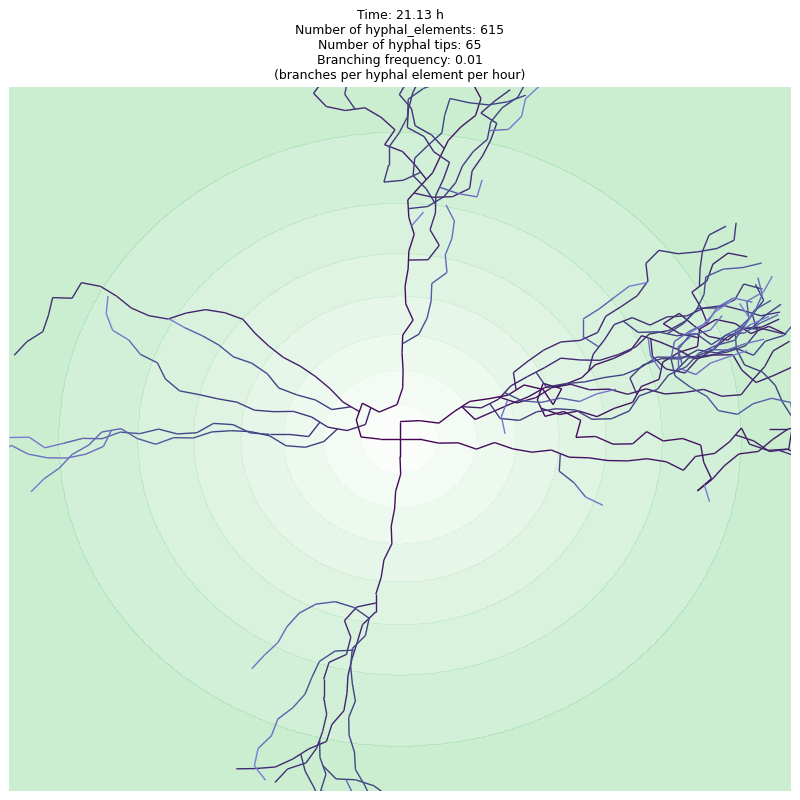 Time: 21.13 h
Number of hyphal_elements: 615
Number of hyphal tips: 65
Branching frequency: 0.01
(branches per hyphal element per hour)